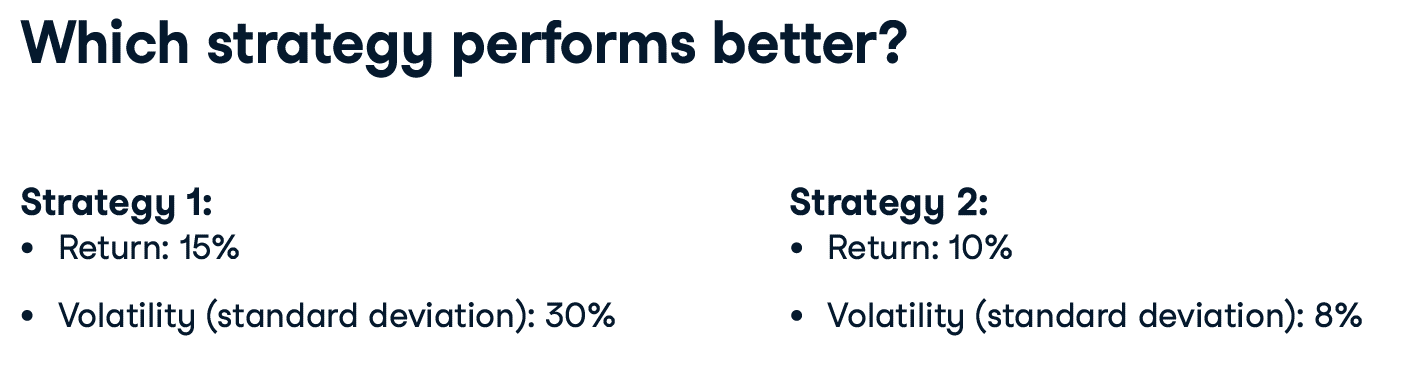 Which strategy performs better?
Strategy 1:
• Return: 15%
• Volatility (standard deviation): 30%
Strategy 2:
• Return: 10%
• Volatility (standard deviation): 8%